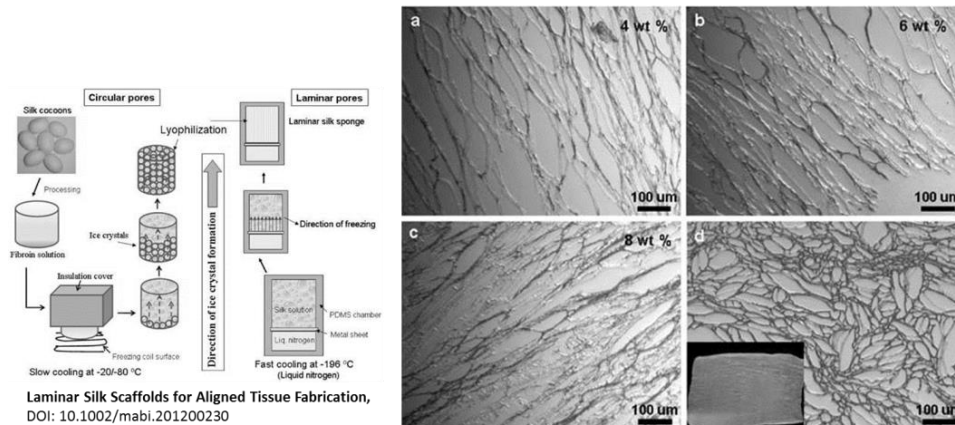 Circular pores
Laminar pores
Silk cocoons
Laminar silk sponge
Lyophilization
Processing
Direction of freezing
Fibroin solution
Ice crystals
Insulation cover
Direction of ice crystal formation
Silk solution
PDMS chamber
Metal sheet
Liq. nitrogen
Freezing coil surface
Slow cooling at -20/-80 °C
Fast cooling at -196 °C
(Liquid nitrogen)
Laminar Silk Scaffolds for Aligned Tissue Fabrication,
DOI: 10.1002/mabi.201200230
a
4 wt %
100 um
b
6 wt %
100 um
c
8 wt %
100 um
d
100 um